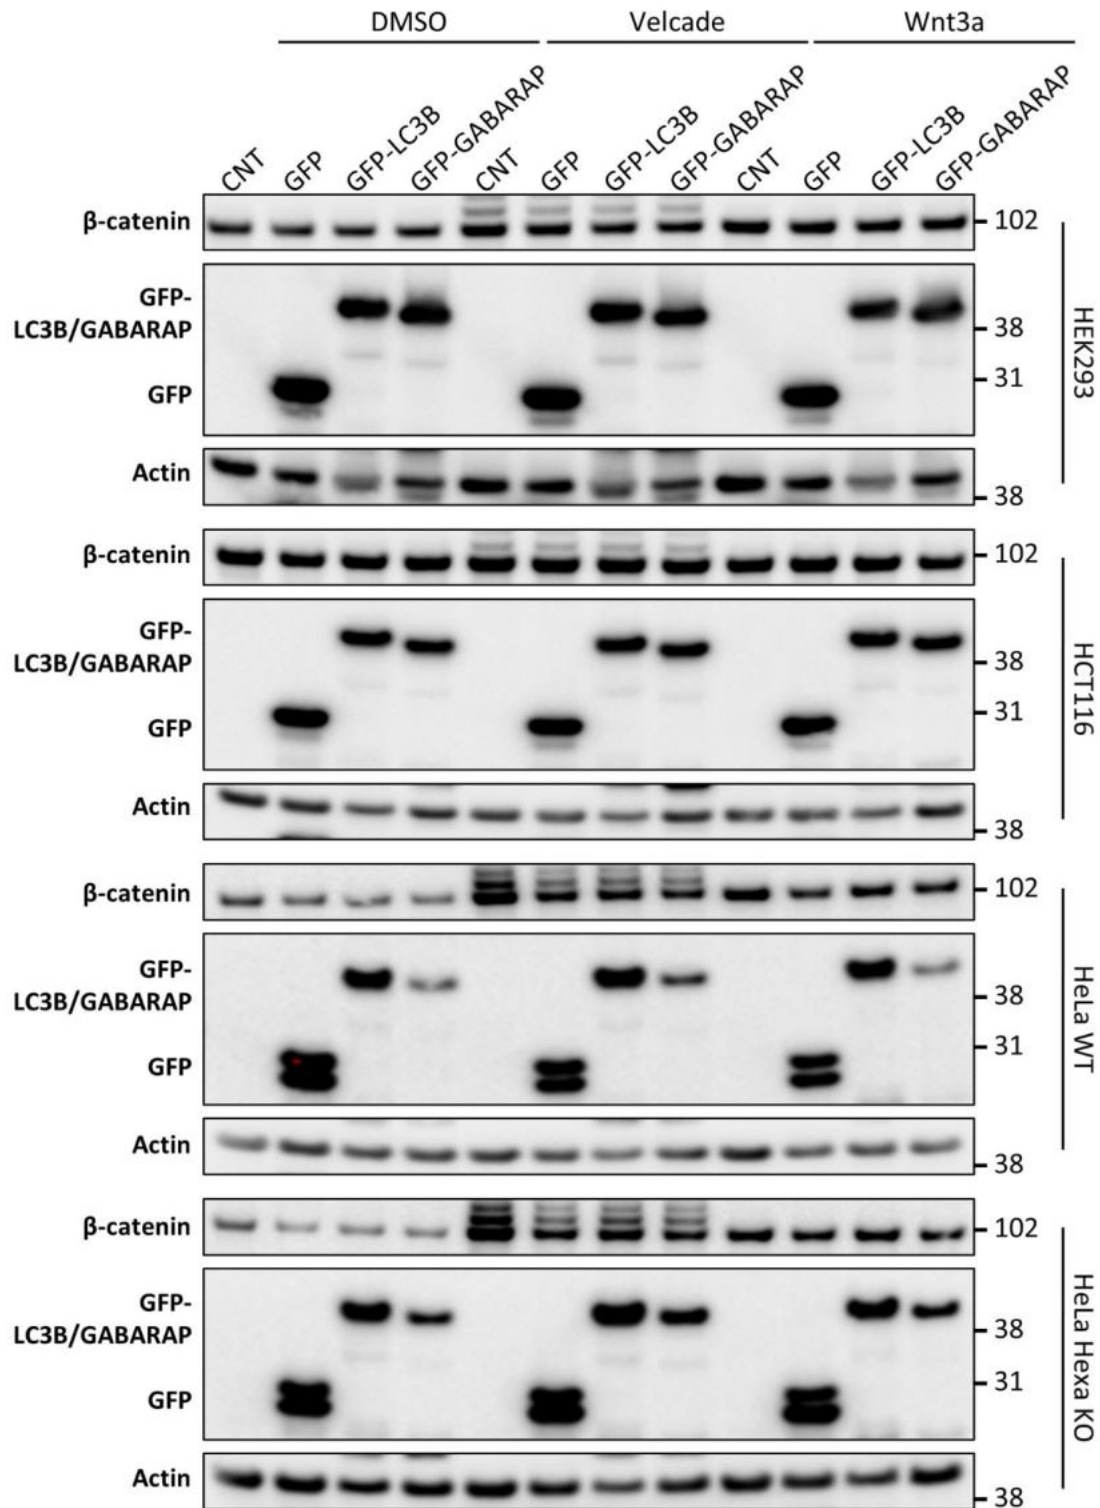 DMSO Velcade Wnt3a
CNT GFP GFP-LC3B GFP-GABARAP CNT GFP GFP-LC3B GFP-GABARAP CNT GFP GFP-LC3B GFP-GABARAP
β-catenin 102
GFP-
LC3B/GABARAP 38
31
GFP
Actin 38
HEK293
β-catenin 102
GFP-
LC3B/GABARAP 38
31
GFP
Actin 38
HCT116
β-catenin 102
GFP-
LC3B/GABARAP 38
31
GFP
Actin 38
HeLa WT
β-catenin 102
GFP-
LC3B/GABARAP 38
31
GFP
Actin 38
HeLa Hexa KO